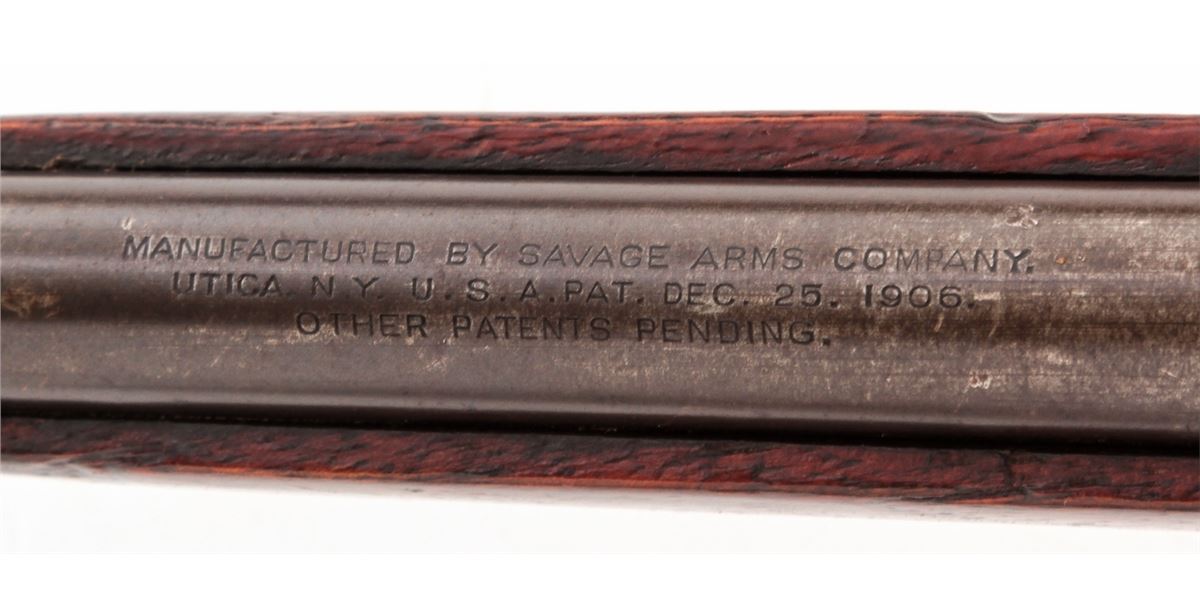 MANUFACTURED BY SAVAGE ARMS COMPANY.
UTICA. N. Y. U. S. A. PAT. DEC. 25. 1906.
OTHER PATENTS PENDING.